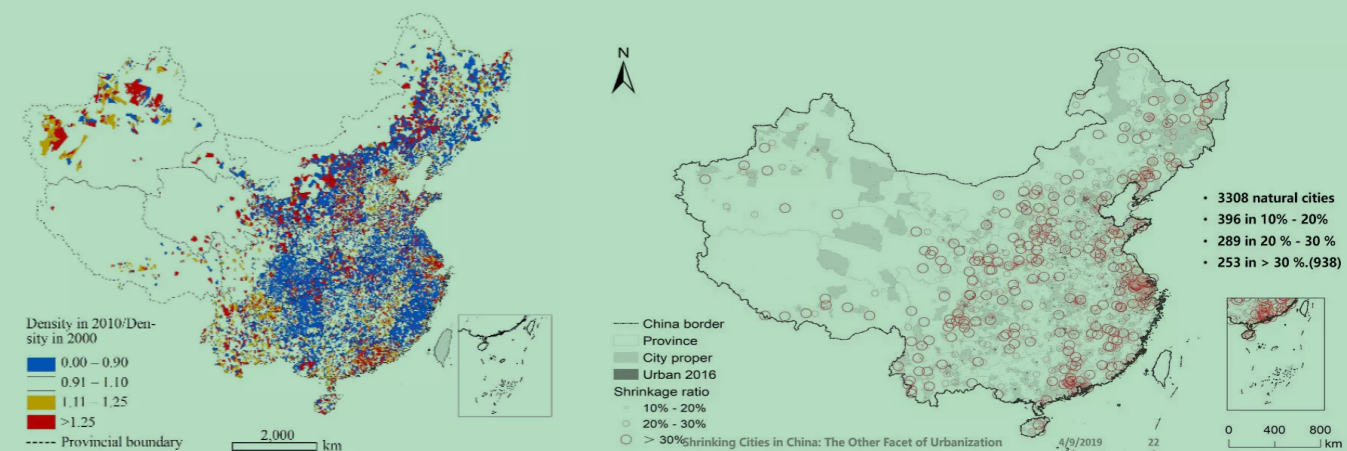 Density in 2010/Den-
sity in 2000
0.00 – 0.90
0.91 – 1.10
1.11 – 1.25
>1.25
Provincial boundary
2,000
km
N
China border
Province
City proper
Urban 2016
Shrinkage ratio
10% - 20%
20% - 30%
> 30%
• 3308 natural cities
• 396 in 10% - 20%
• 289 in 20 % - 30 %
• 253 in > 30 %.(938)
0 400 800
km
Shrinking Cities in China: The Other Facet of Urbanization 4/9/2019 22